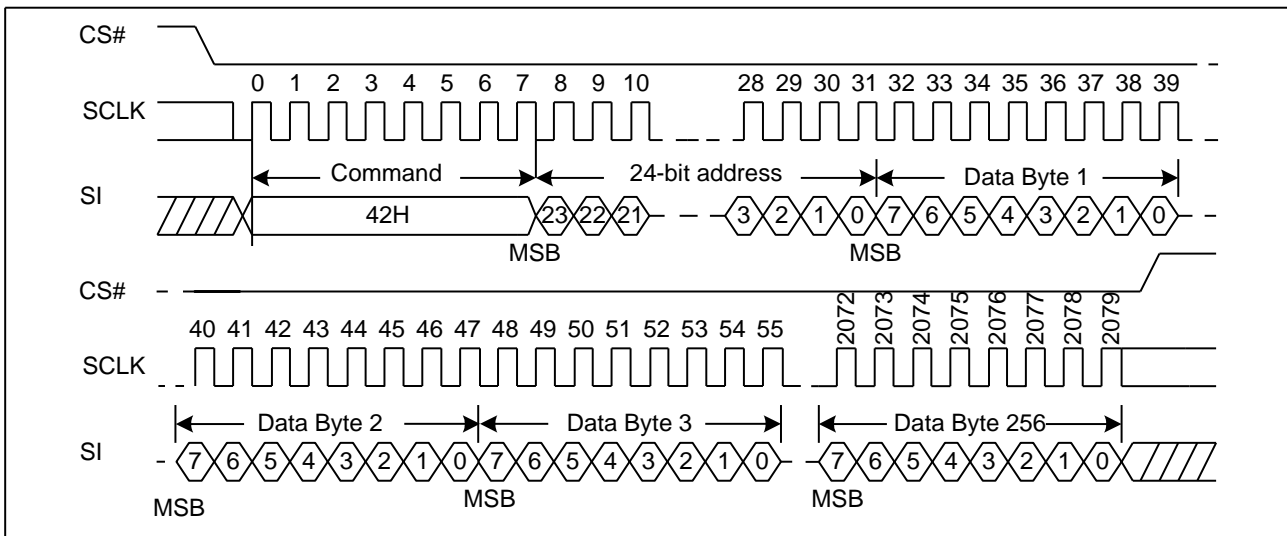 CS#
0 1 2 3 4 5 6 7 8 9 10 28 29 30 31 32 33 34 35 36 37 38 39
SCLK
Command 24-bit address Data Byte 1
SI
42H 23 22 21 3 2 1 0 7 6 5 4 3 2 1 0
MSB MSB
CS#
40 41 42 43 44 45 46 47 48 49 50 51 52 53 54 55 2072 2073 2074 2075 2076 2077 2078 2079
SCLK
Data Byte 2 Data Byte 3 Data Byte 256
SI
7 6 5 4 3 2 1 0 7 6 5 4 3 2 1 0 7 6 5 4 3 2 1 0
MSB MSB MSB